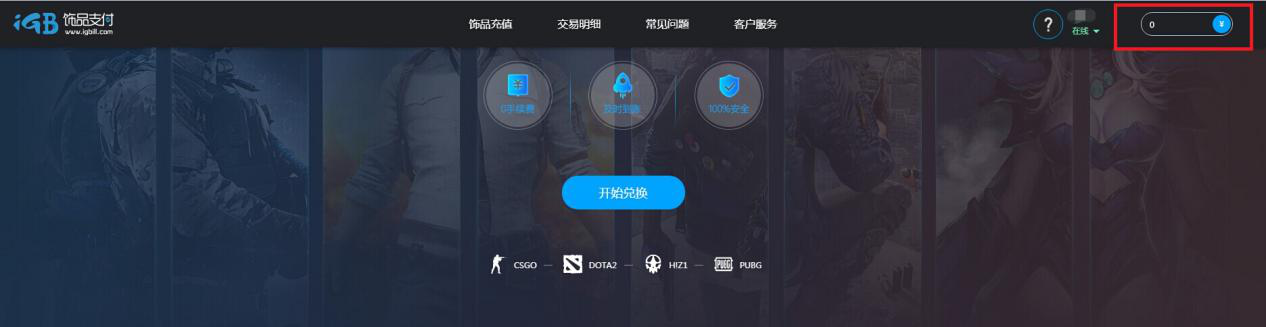 iGB 饰品支付
www.igbill.com
饰品充值 交易明细 常见问题 客户服务
?
在线
0 ¥
0手续费 及时到账 100%安全
开始兑换
CSGO — DOTA2 — H1Z1 — PUBG PUBG